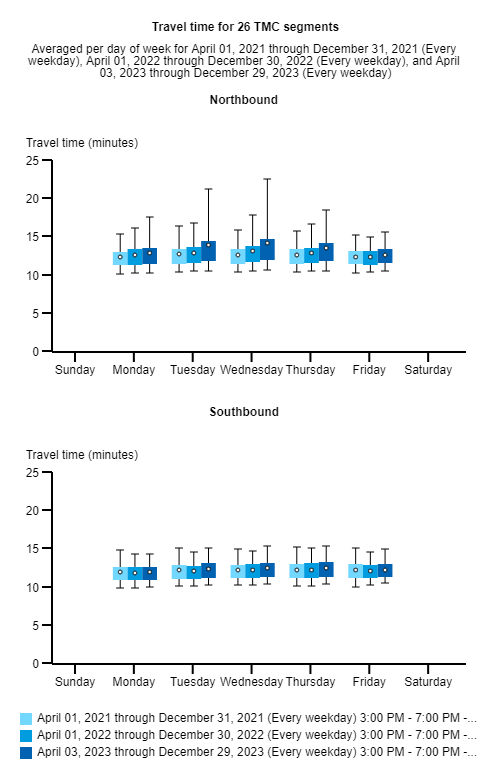 Travel time for 26 TMC segments
Averaged per day of week for April 01, 2021 through December 31, 2021 (Every
weekday), April 01, 2022 through December 30, 2022 (Every weekday), and April
03, 2023 through December 29, 2023 (Every weekday)
Northbound
Travel time (minutes)
25
20
15
10
5
0
Sunday Monday Tuesday Wednesday Thursday Friday Saturday
Southbound
Travel time (minutes)
25
20
15
10
5
0
Sunday Monday Tuesday Wednesday Thursday Friday Saturday
April 01, 2021 through December 31, 2021 (Every weekday) 3:00 PM - 7:00 PM -...
April 01, 2022 through December 30, 2022 (Every weekday) 3:00 PM - 7:00 PM -...
April 03, 2023 through December 29, 2023 (Every weekday) 3:00 PM - 7:00 PM -...